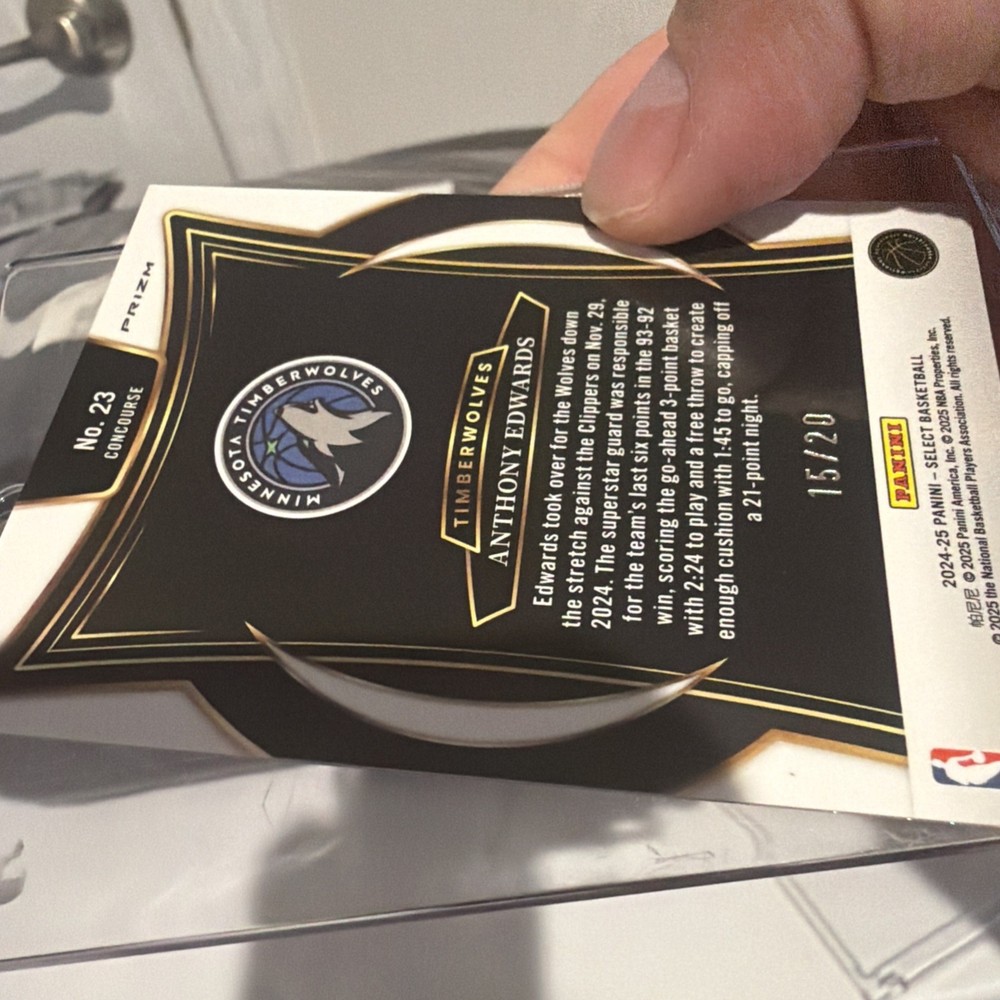 PRIZM
No. 23
CONCOURSE
MINNESOTA TIMBERWOLVES
TIMBERWOLVES
ANTHONY EDWARDS
Edwards took over for the Wolves down
the stretch against the Clippers on Nov. 29,
2024. The superstar guard was responsible
for the team's last six points in the 93-92
win, scoring the go-ahead 3-point basket
with 2:24 to play and a free throw to create
enough cushion with 1:45 to go, capping off
a 21-point night.
15/20
PANINI
2024-25 PANINI – SELECT BASKETBALL
帕尼尼 © 2025 Panini America, Inc. © 2025 NBA Properties, Inc.
© 2025 the National Basketball Players Association. All rights reserved.